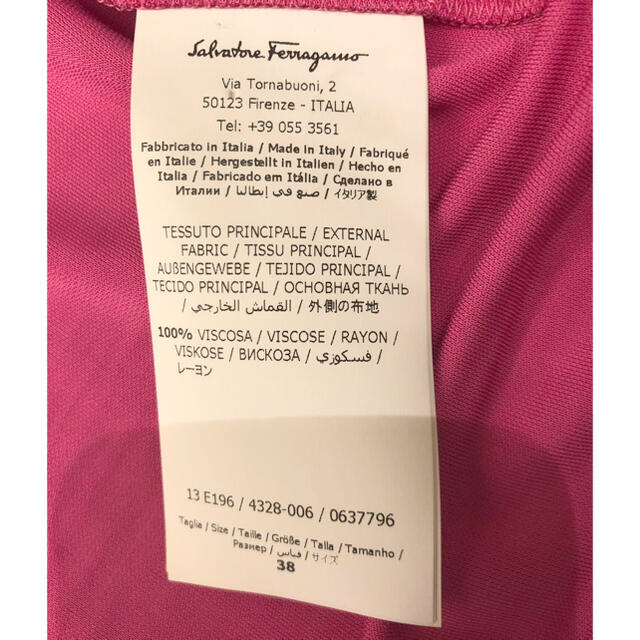 Salvatore Ferragamo
Via Tornabuoni, 2
50123 Firenze - ITALIA
Tel: +39 055 3561
Fabbricato in Italia / Made in Italy / Fabriqué
en Italie / Hergestellt in Italien / Hecho en
Italia / Fabricado em Itália / Сделано в
Италии / صنع في إيطاليا / イタリア製
TESSUTO PRINCIPALE / EXTERNAL
FABRIC / TISSU PRINCIPAL /
AUßENGEWEBE / TEJIDO PRINCIPAL /
TECIDO PRINCIPAL / ОСНОВНАЯ ТКАНЬ
/ القماش الخارجي / 外側の布地
100% VISCOSA / VISCOSE / RAYON /
VISKOSE / ВИСКОЗА / فسكوزي /
レーヨン
13 E196 / 4328-006 / 0637796
Taglia / Size / Taille / Größe / Talla / Tamanho /
Размер / قياس / サイズ
38